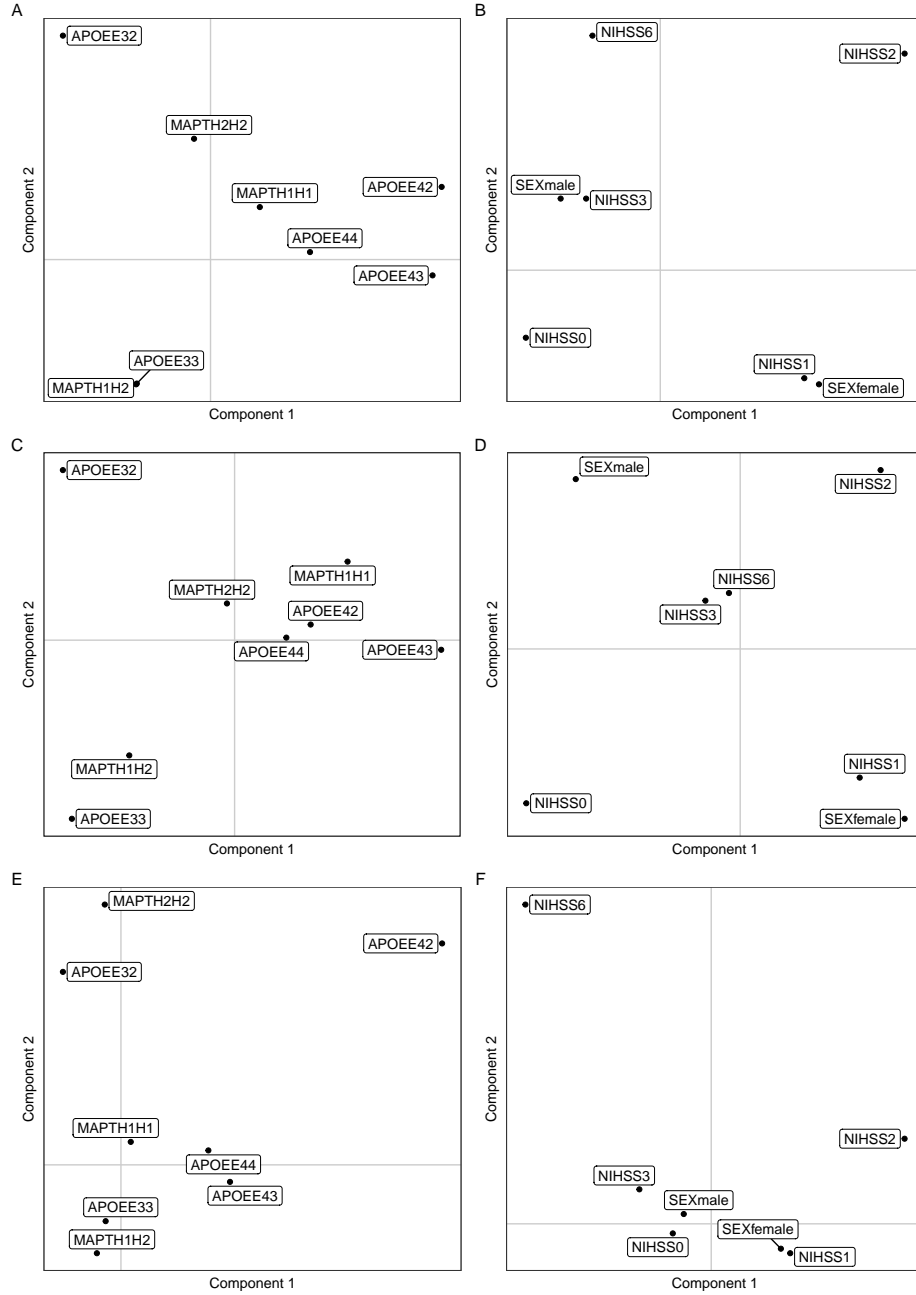 A
APOEE32
MAPTH2H2
MAPTH1H1
APOEE42
APOEE44
APOEE43
APOEE33
MAPTH1H2
Component 1
Component 2
B
NIHSS6
NIHSS2
SEXmale
NIHSS3
NIHSS0
NIHSS1
SEXfemale
Component 1
Component 2
C
APOEE32
MAPTH1H1
MAPTH2H2
APOEE42
APOEE44
APOEE43
MAPTH1H2
APOEE33
Component 1
Component 2
D
SEXmale
NIHSS2
NIHSS6
NIHSS3
NIHSS1
NIHSS0
SEXfemale
Component 1
Component 2
E
MAPTH2H2
APOEE42
APOEE32
MAPTH1H1
APOEE44
APOEE43
APOEE33
MAPTH1H2
Component 1
Component 2
F
NIHSS6
NIHSS2
NIHSS3
SEXmale
SEXfemale
NIHSS0
NIHSS1
Component 1
Component 2